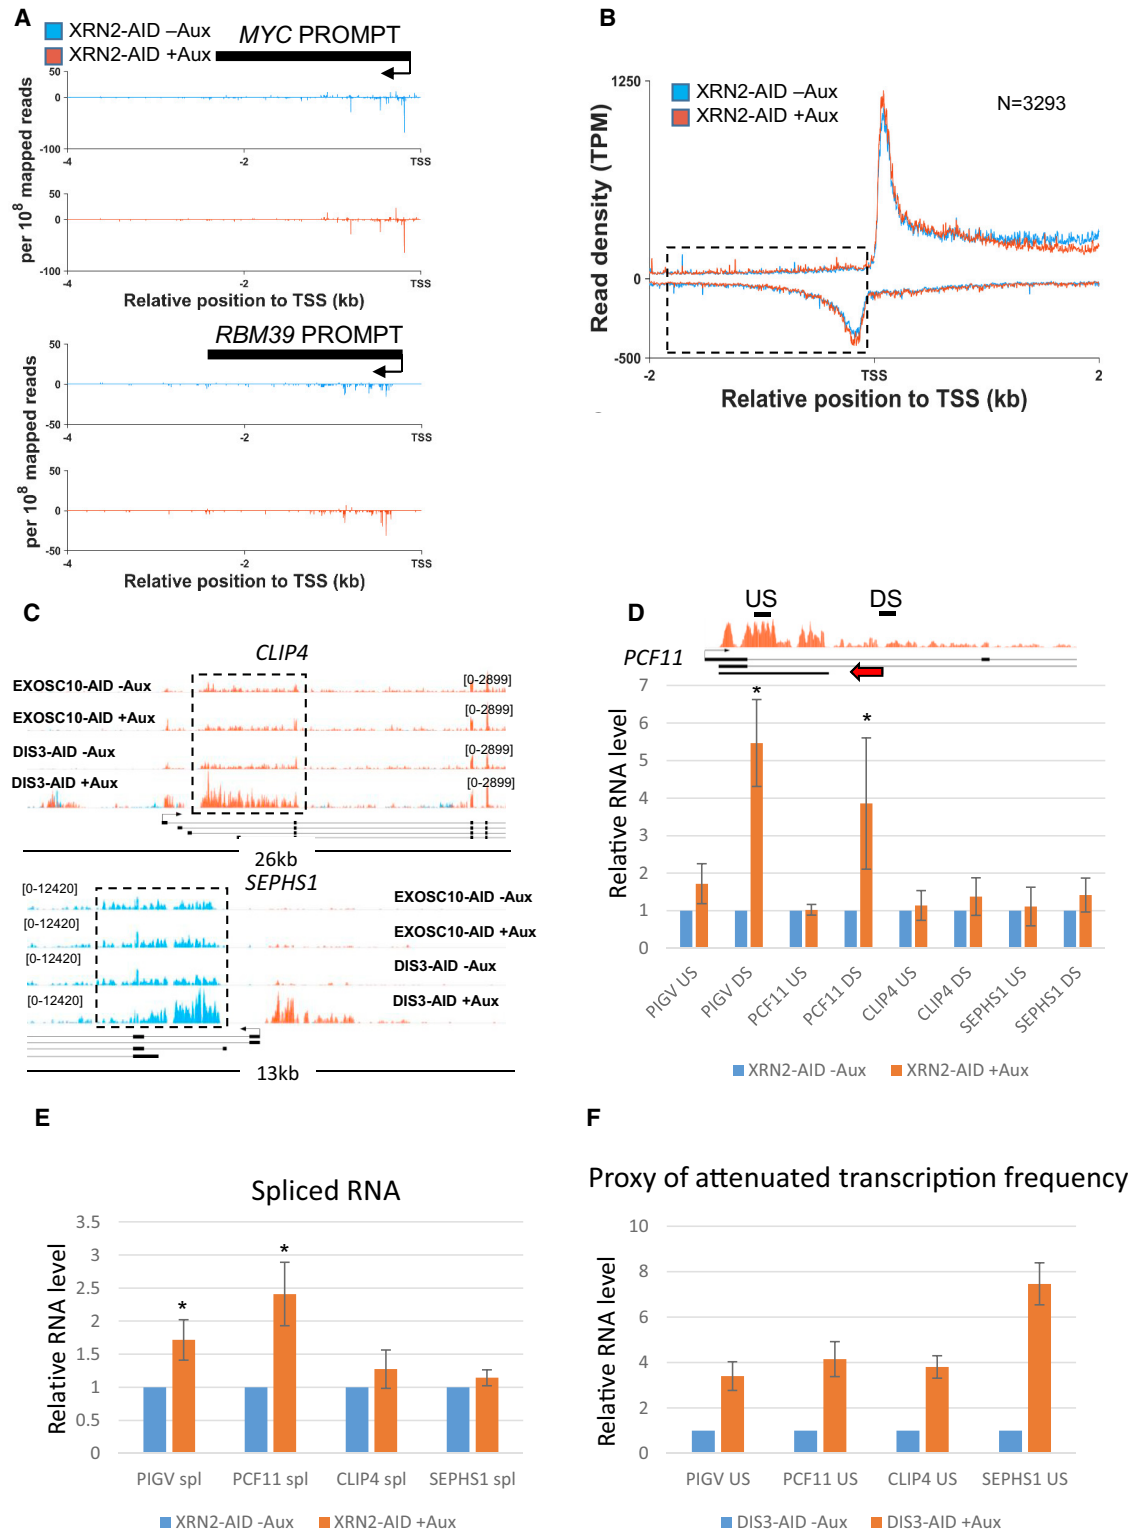 A
XRN2-AID –Aux
XRN2-AID +Aux
MYC PROMPT
per 10⁸ mapped reads
50
0
-100
-4
-2
TSS
50
0
-100
-4
-2
TSS
Relative position to TSS (kb)
RBM39 PROMPT
per 10⁸ mapped reads
50
0
-50
-4
-2
TSS
50
0
-50
-4
-2
TSS
Relative position to TSS (kb)
B
XRN2-AID –Aux
XRN2-AID +Aux
N=3293
Read density (TPM)
1250
0
-500
-2
TSS
2
Relative position to TSS (kb)
C
CLIP4
EXOSC10-AID -Aux
[0-2899]
EXOSC10-AID +Aux
[0-2899]
DIS3-AID -Aux
[0-2899]
DIS3-AID +Aux
[0-2899]
26kb
SEPHS1
[0-12420]
EXOSC10-AID -Aux
[0-12420]
EXOSC10-AID +Aux
[0-12420]
DIS3-AID -Aux
[0-12420]
DIS3-AID +Aux
13kb
D
US
DS
PCF11
Relative RNA level
7
6
5
4
3
2
1
0
*
*
PIGV US
PIGV DS
PCF11 US
PCF11 DS
CLIP4 US
CLIP4 DS
SEPHS1 US
SEPHS1 DS
XRN2-AID -Aux
XRN2-AID +Aux
E
Spliced RNA
Relative RNA level
3.5
3
2.5
2
1.5
1
0.5
0
*
*
PIGV spl
PCF11 spl
CLIP4 spl
SEPHS1 spl
XRN2-AID -Aux
XRN2-AID +Aux
F
Proxy of attenuated transcription frequency
Relative RNA level
10
8
6
4
2
0
PIGV US
PCF11 US
CLIP4 US
SEPHS1 US
DIS3-AID -Aux
DIS3-AID +Aux